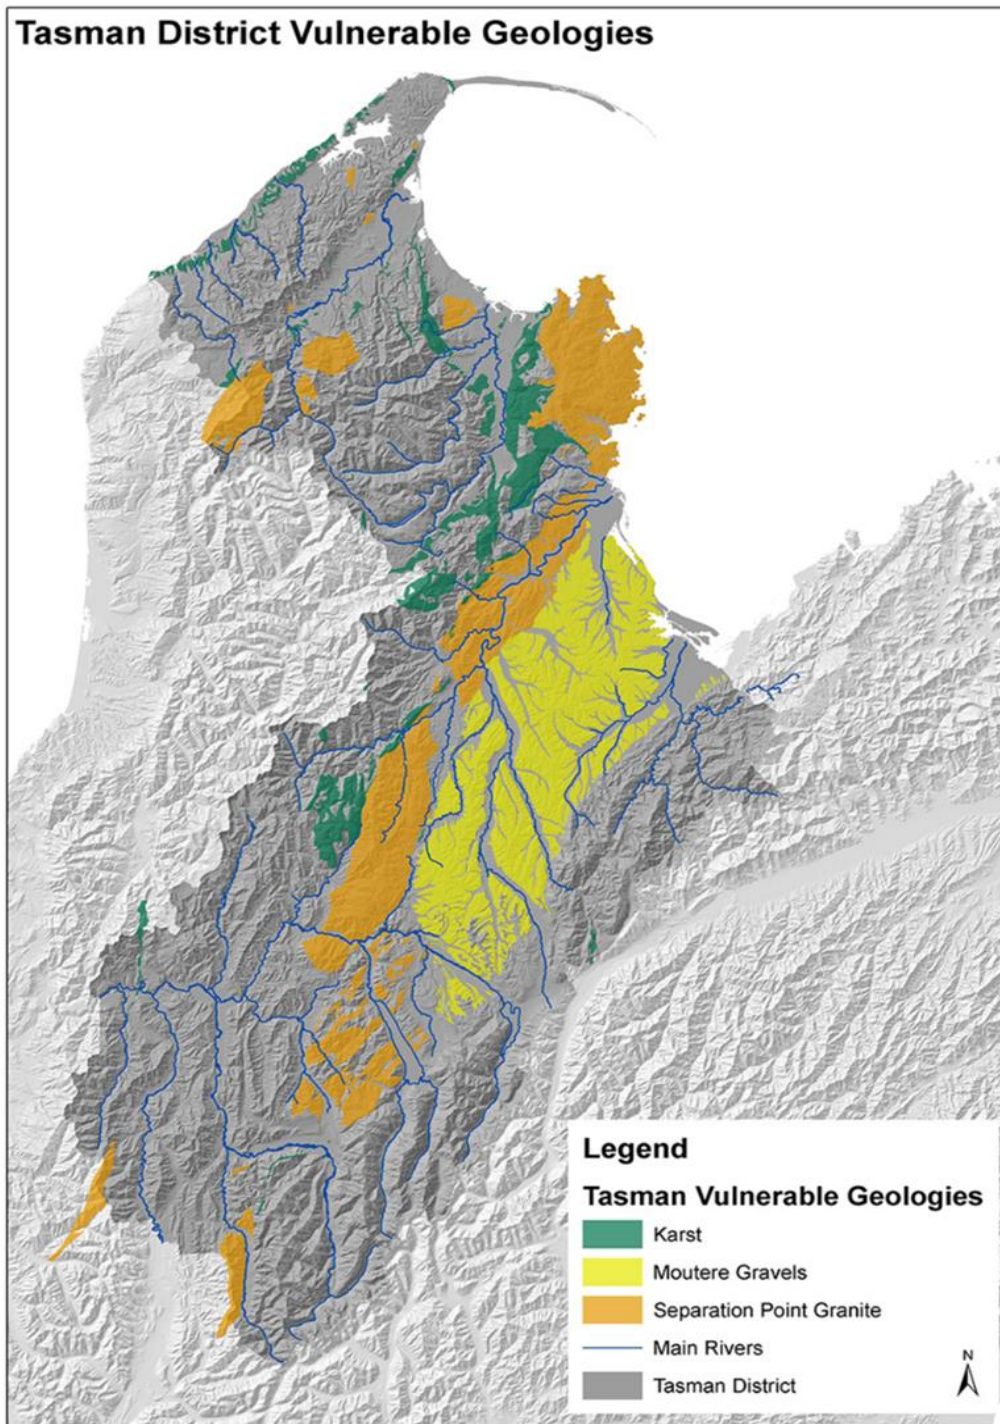 Tasman District Vulnerable Geologies
Legend
Tasman Vulnerable Geologies
Karst
Moutere Gravels
Separation Point Granite
Main Rivers
Tasman District
N